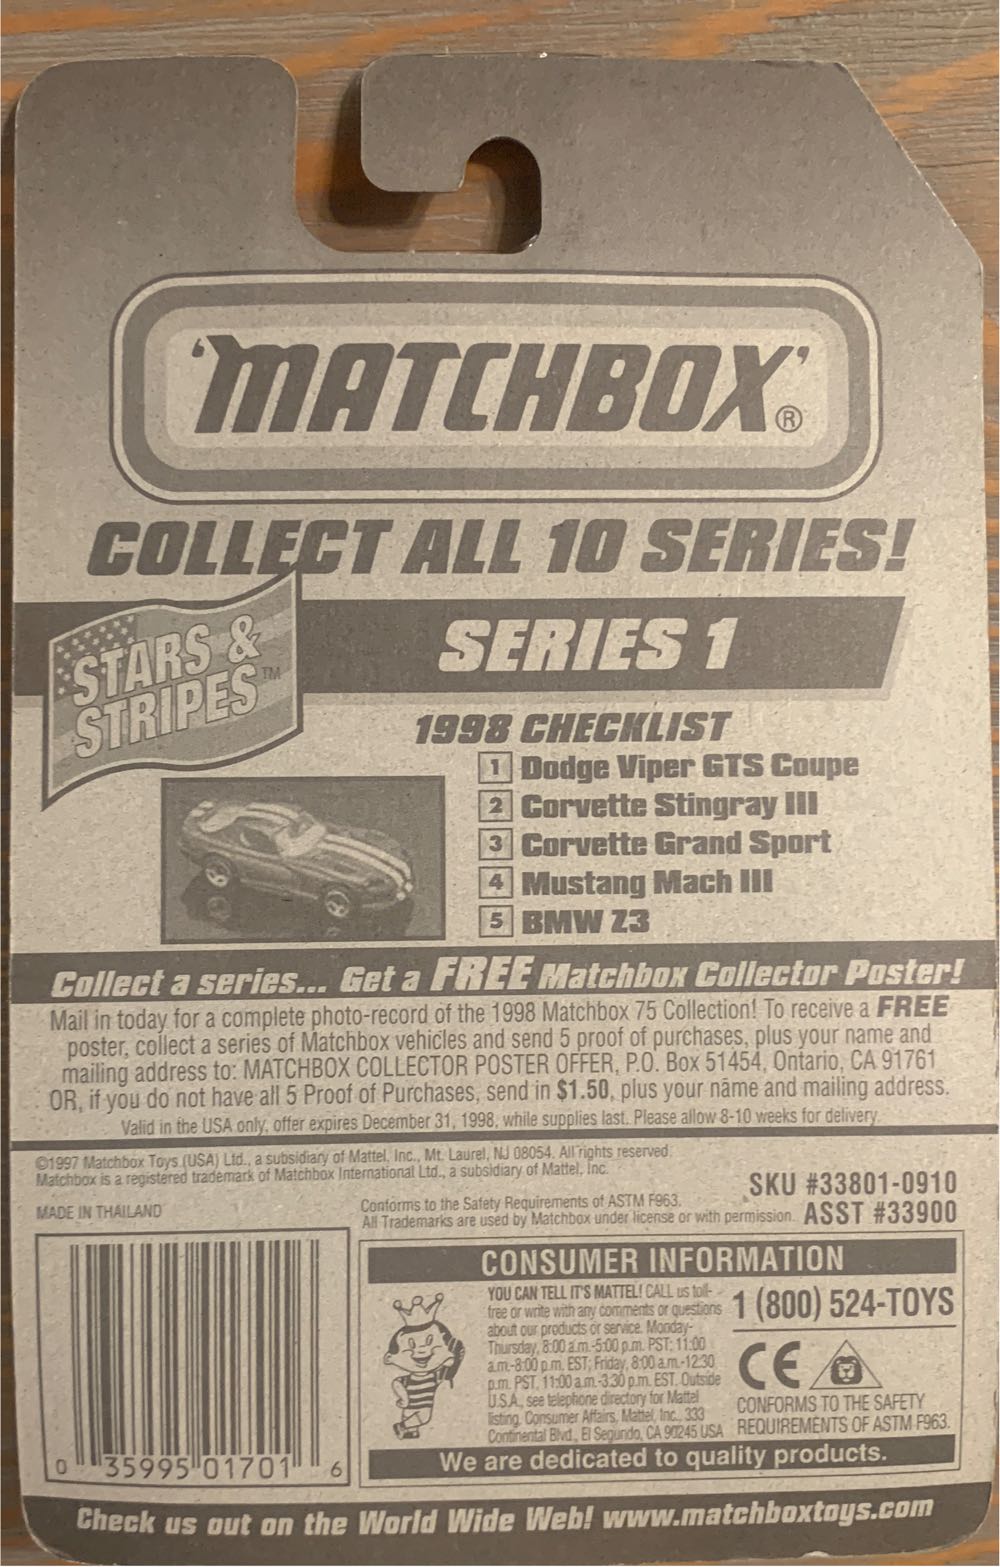 'MATCHBOX'®
COLLECT ALL 10 SERIES!
STARS &
STRIPES™
SERIES 1
1998 CHECKLIST
1 Dodge Viper GTS Coupe
2 Corvette Stingray III
3 Corvette Grand Sport
4 Mustang Mach III
5 BMW Z3
Collect a series... Get a FREE Matchbox Collector Poster!
Mail in today for a complete photo-record of the 1998 Matchbox 75 Collection! To receive a FREE
poster, collect a series of Matchbox vehicles and send 5 proof of purchases, plus your name and
mailing address to: MATCHBOX COLLECTOR POSTER OFFER, P.O. Box 51454, Ontario, CA 91761
OR, if you do not have all 5 Proof of Purchases, send in $1.50, plus your name and mailing address.
Valid in the USA only, offer expires December 31, 1998, while supplies last. Please allow 8-10 weeks for delivery.
©1997 Matchbox Toys (USA) Ltd., a subsidiary of Mattel, Inc., Mt. Laurel, NJ 08054. All rights reserved.
Matchbox is a registered trademark of Matchbox International Ltd., a subsidiary of Mattel, Inc.
MADE IN THAILAND
Conforms to the Safety Requirements of ASTM F963.
All Trademarks are used by Matchbox under license or with permission.
SKU #33801-0910
ASST #33900
0 35995 01701 6
CONSUMER INFORMATION
YOU CAN TELL IT'S MATTEL! CALL us toll-
free or write with any comments or questions
about our products or service. Monday-
Thursday, 8:00 a.m.-5:00 p.m. PST; 11:00
a.m.-8:00 p.m. EST; Friday, 8:00 a.m.-12:30
p.m. PST, 11:00 a.m.-3:30 p.m. EST. Outside
U.S.A., see telephone directory for Mattel
listing. Consumer Affairs, Mattel, Inc., 333
Continental Blvd., El Segundo, CA 90245 USA
1 (800) 524-TOYS
CE
CONFORMS TO THE SAFETY
REQUIREMENTS OF ASTM F963.
We are dedicated to quality products.
Check us out on the World Wide Web! www.matchboxtoys.com